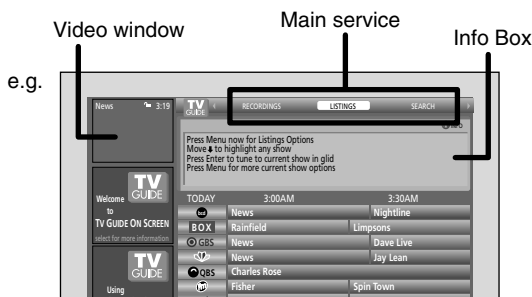 Video window
Main service
Info Box
e.g.
News 3:19
TV GUIDE
RECORDINGS LISTINGS SEARCH
INFO
Press Menu now for Listings Options
Move to highlight any show
Press Enter to tune to current show in glid
Press Menu for more current show options
TV GUIDE
Welcome
to
TV GUIDE ON SCREEN
select for more information
TODAY 3:00AM 3:30AM
News Nightline
BOX Rainfield Limpsons
GBS News Dave Live
News Jay Lean
QBS Charles Rose
Fisher Spin Town
TV GUIDE
Using